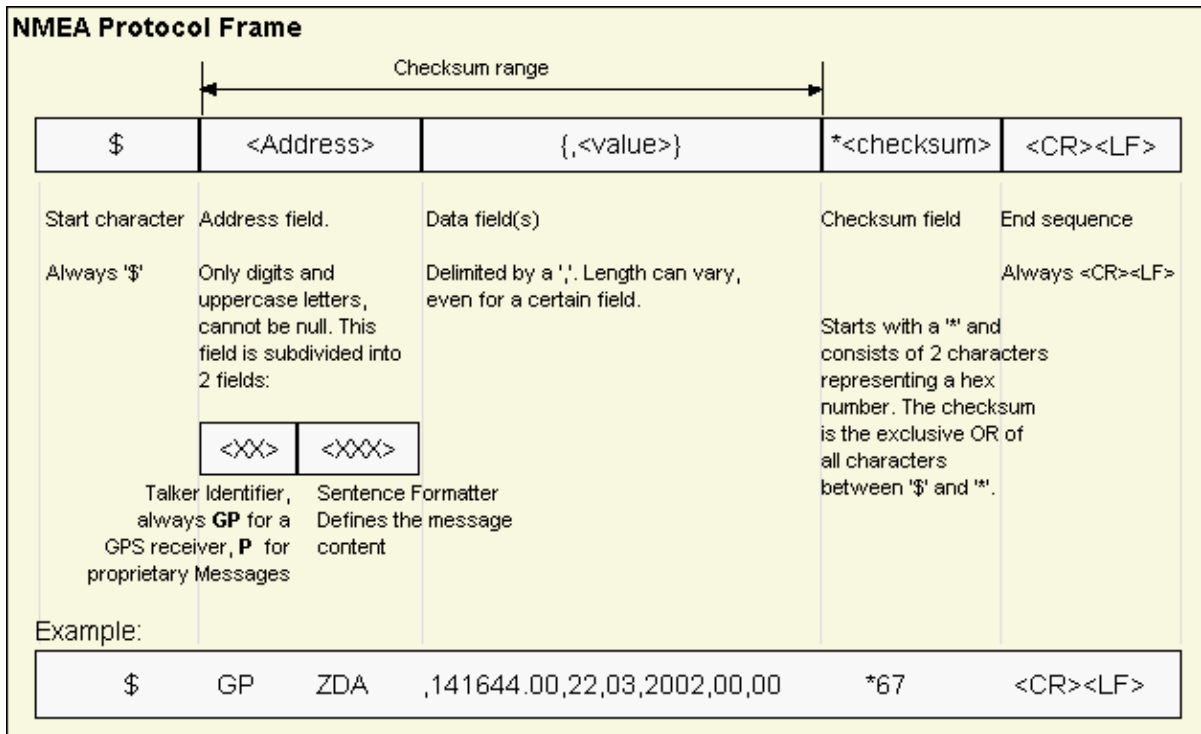 NMEA Protocol Frame
Checksum range
$ <Address> {,<value>} *<checksum> <CR><LF>
Start character
Always '$'
Address field.
Only digits and
uppercase letters,
cannot be null. This
field is subdivided into
2 fields:
<XX> <XXX>
Talker Identifier,
always GP for a
GPS receiver, P for
proprietary Messages
Sentence Formatter
Defines the message
content
Data field(s)
Delimited by a ','. Length can vary,
even for a certain field.
Checksum field
Starts with a '*' and
consists of 2 characters
representing a hex
number. The checksum
is the exclusive OR of
all characters
between '$' and '*'.
End sequence
Always <CR><LF>
Example:
$ GP ZDA ,141644.00,22,03,2002,00,00 *67 <CR><LF>